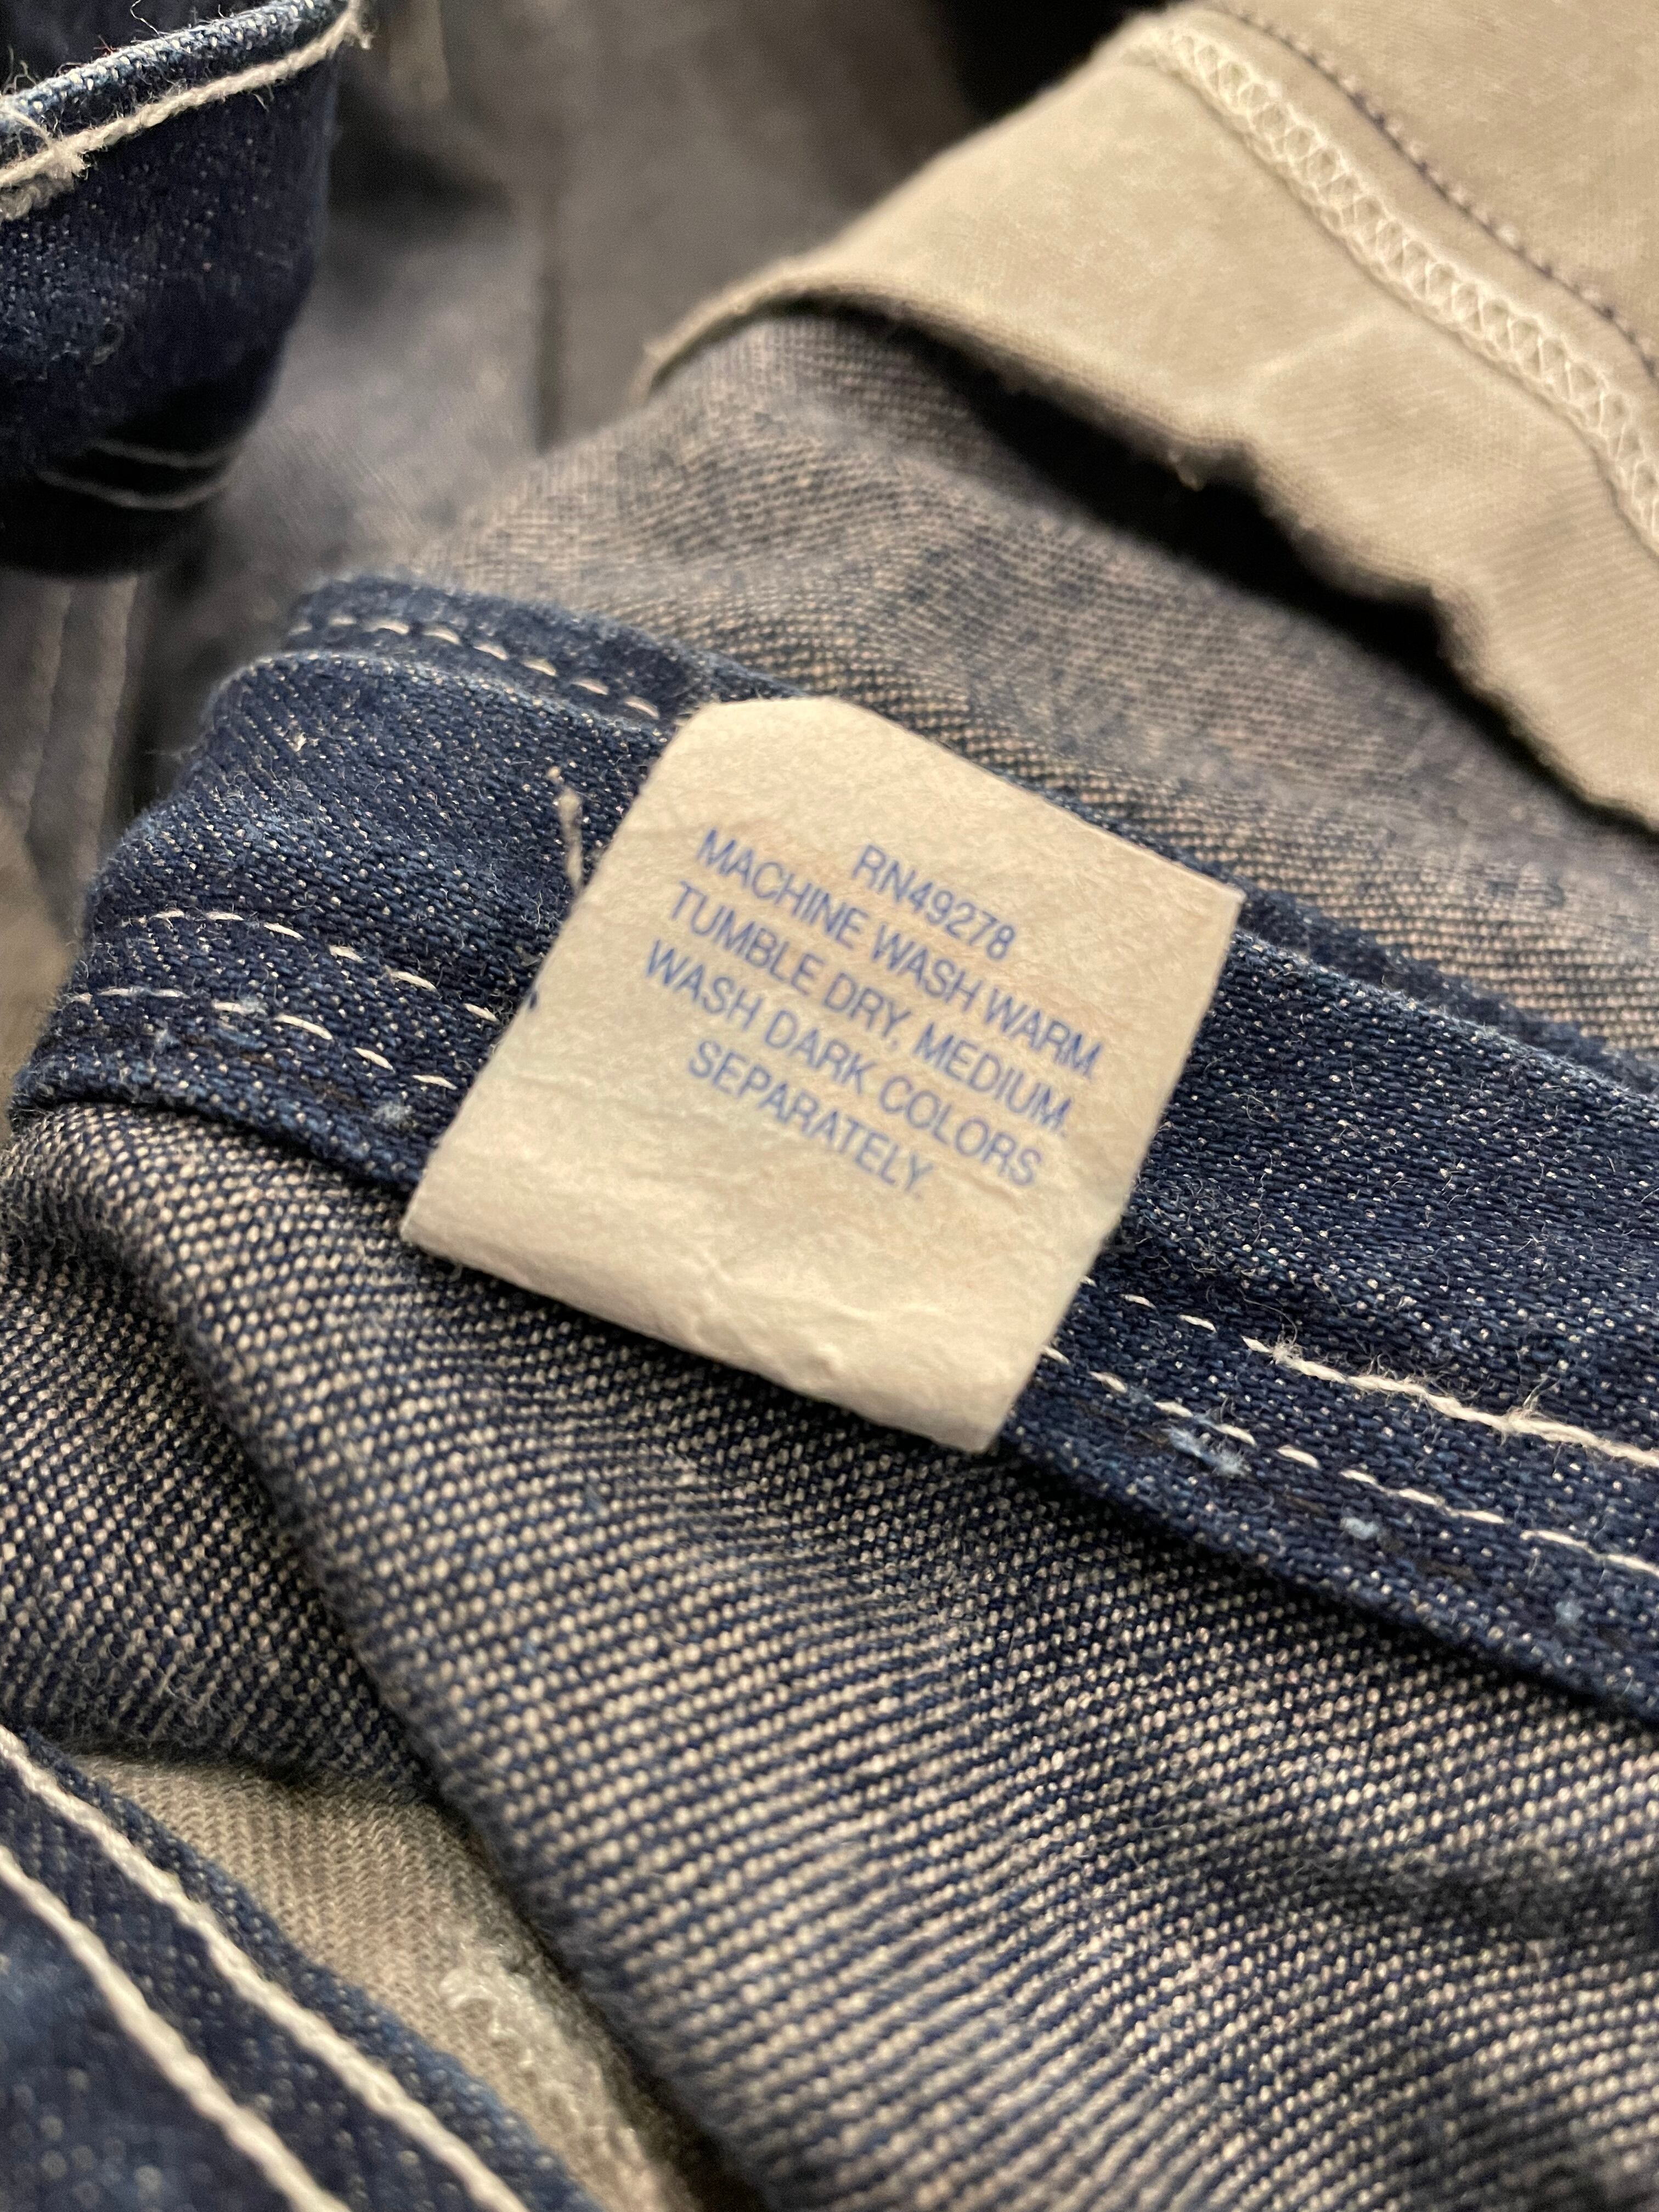 RN49278
MACHINE WASH WARM.
TUMBLE DRY, MEDIUM.
WASH DARK COLORS
SEPARATELY.